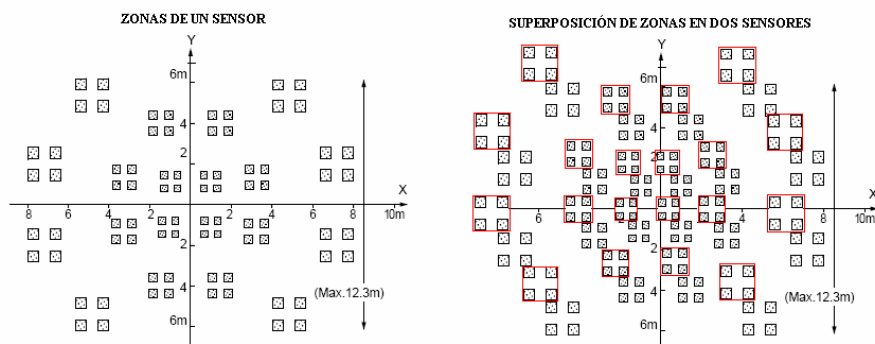 ZONAS DE UN SENSOR
Y
6m
4
2
X
8
6
4
2
2
4
6
8
10m
2
4
(Max.12.3m)
6m
SUPERPOSICIÓN DE ZONAS EN DOS SENSORES
Y
6m
4
2
X
6
4
8
10m
2
4
(Max.12.3m)
6m